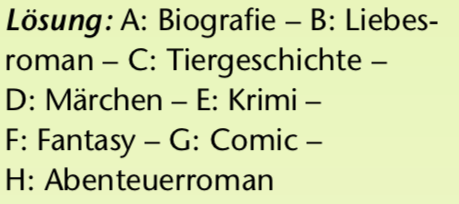 Lösung: A: Biografie – B: Liebes-
roman – C: Tiergeschichte –
D: Märchen – E: Krimi –
F: Fantasy – G: Comic –
H: Abenteuerroman